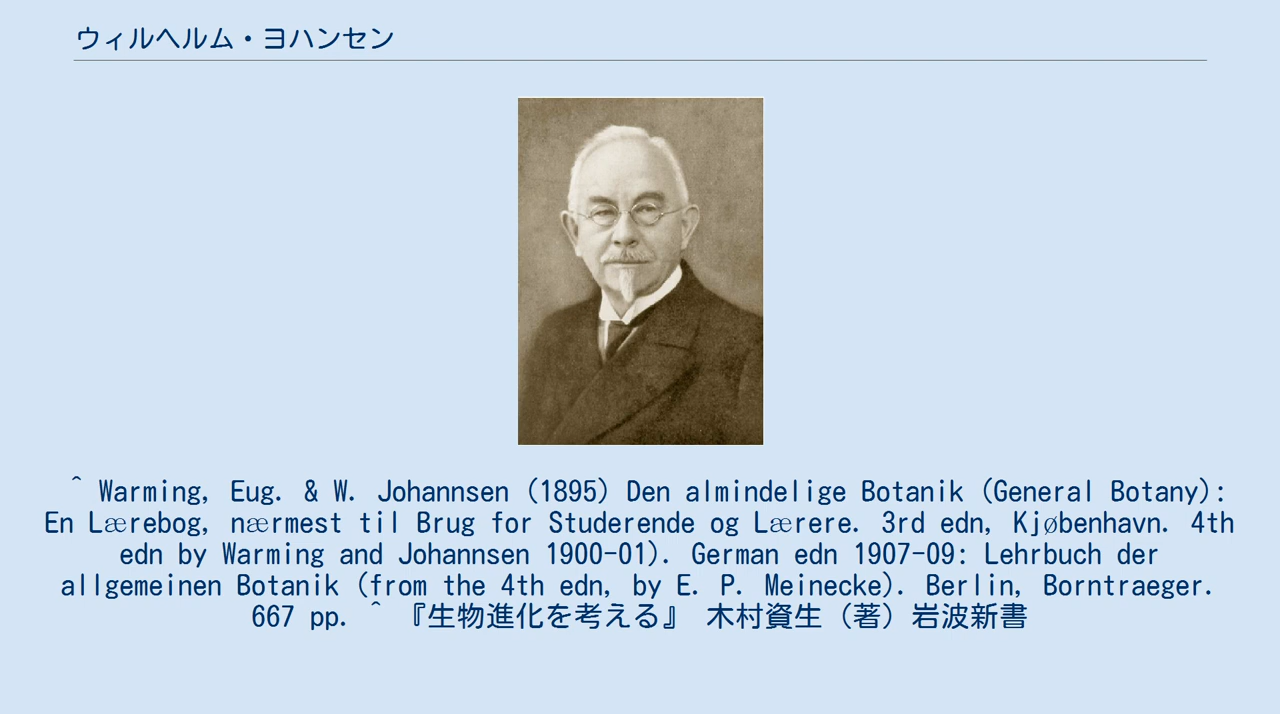 ウィルヘルム・ヨハンセン
^ Warming, Eug. & W. Johannsen (1895) Den almindelige Botanik (General Botany):
En Lærebog, nærmest til Brug for Studerende og Lærere. 3rd edn, Kjøbenhavn. 4th
edn by Warming and Johannsen 1900-01). German edn 1907-09: Lehrbuch der
allgemeinen Botanik (from the 4th edn, by E. P. Meinecke). Berlin, Borntraeger.
667 pp. ^ 『生物進化を考える』 木村資生（著）岩波新書